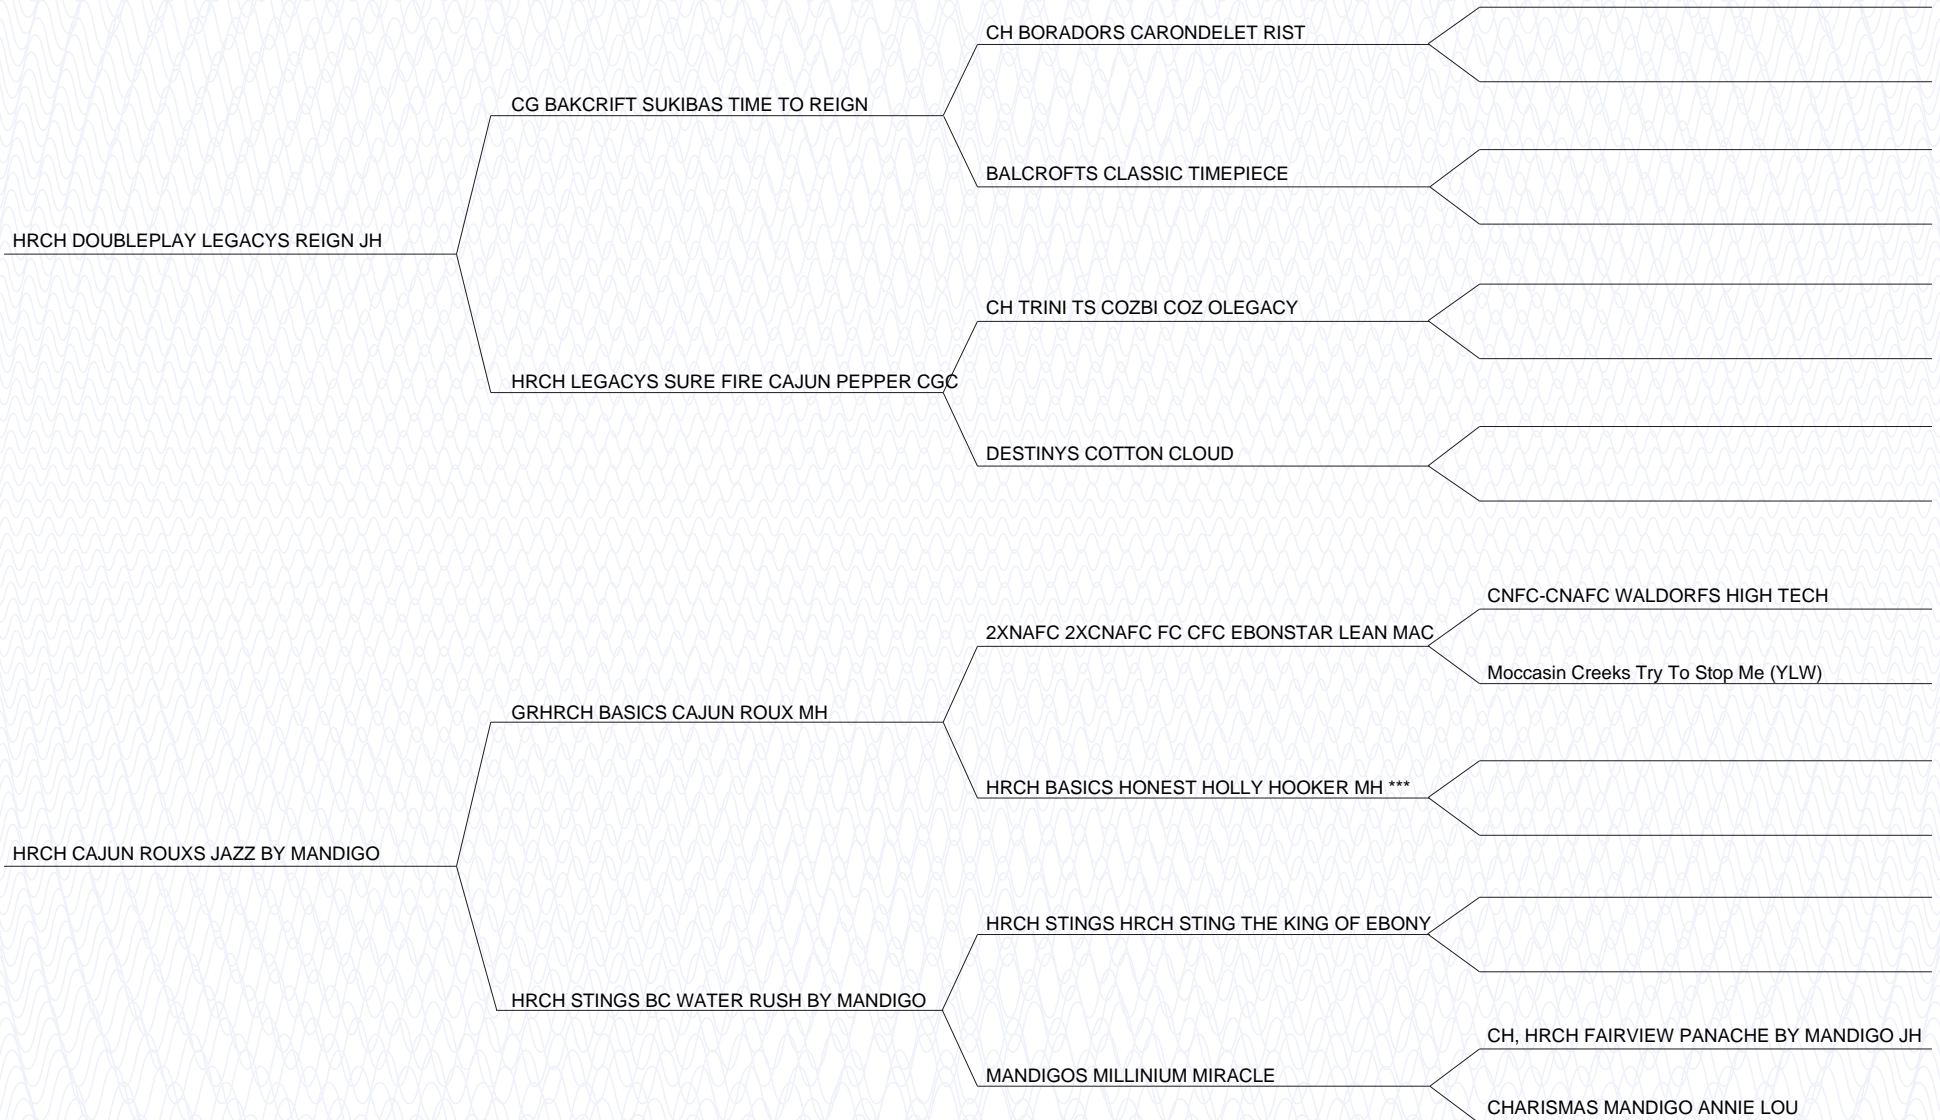 CH BORADORS CARONDELET RIST
CG BAKCRIFT SUKIBAS TIME TO REIGN
BALCROFTS CLASSIC TIMEPIECE
HRCH DOUBLEPLAY LEGACYS REIGN JH
CH TRINI TS COZBI COZ OLEGACY
HRCH LEGACYS SURE FIRE CAJUN PEPPER CGC
DESTINYS COTTON CLOUD
CNFC-CNAFC WALDORFS HIGH TECH
2XNAFC 2XCNAFC FC CFC EBONSTAR LEAN MAC
Moccasin Creeks Try To Stop Me (YLW)
GRHRCH BASICS CAJUN ROUX MH
HRCH BASICS HONEST HOLLY HOOKER MH ***
HRCH CAJUN ROUXS JAZZ BY MANDIGO
HRCH STINGS HRCH STING THE KING OF EBONY
HRCH STINGS BC WATER RUSH BY MANDIGO
CH, HRCH FAIRVIEW PANACHE BY MANDIGO JH
MANDIGOS MILLINIUM MIRACLE
CHARISMAS MANDIGO ANNIE LOU